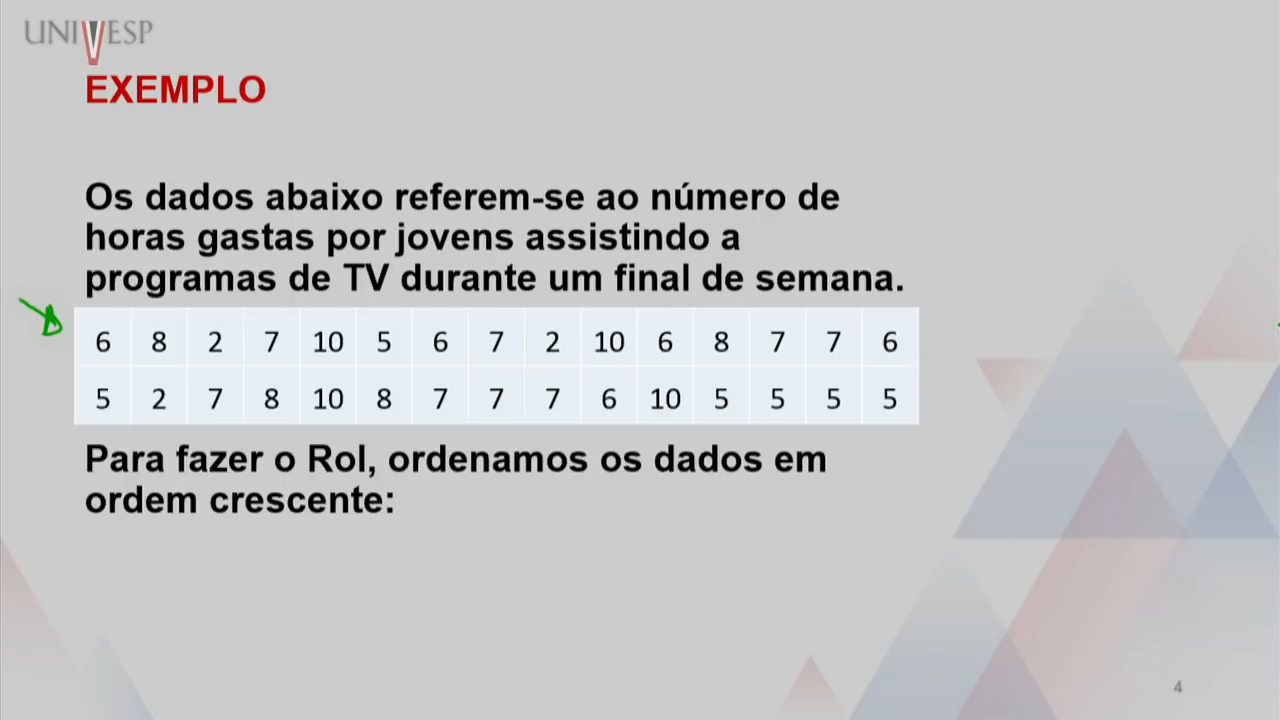 UNIVESP
EXEMPLO
Os dados abaixo referem-se ao número de
horas gastas por jovens assistindo a
programas de TV durante um final de semana.
6 8 2 7 10 5 6 7 2 10 6 8 7 7 6
5 2 7 8 10 8 7 7 7 6 10 5 5 5 5
Para fazer o Rol, ordenamos os dados em
ordem crescente:
4